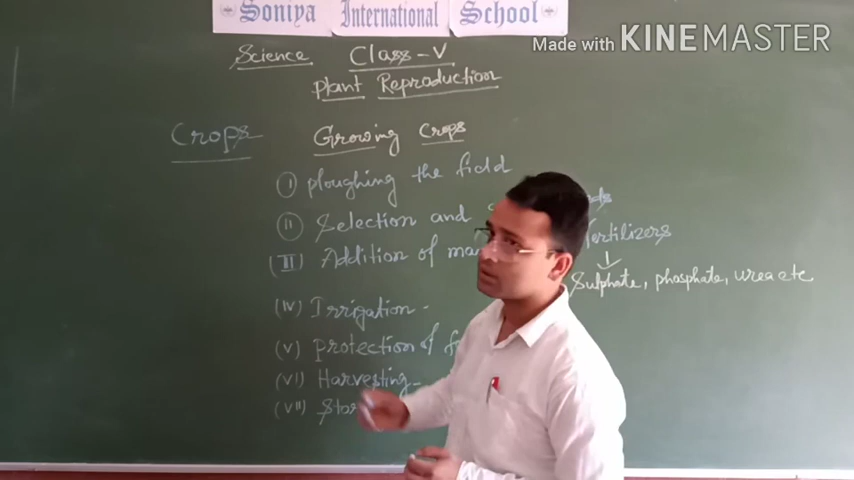 Soniya International School
Made with KINEMASTER
Science Class-V
Plant Reproduction
Crops Growing Crops
(I) ploughing the field
(II) Selection and
(III) Addition of fertilizers
Sulphate, phosphate, urea etc
(IV) Irrigation -
(V) Protection of
(VI) Harvesting -
(VII)